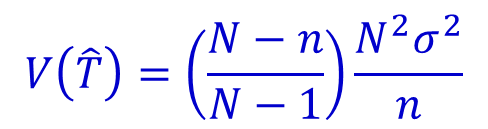 V(T̂) = ((N − n)/(N − 1)) N²σ²/n